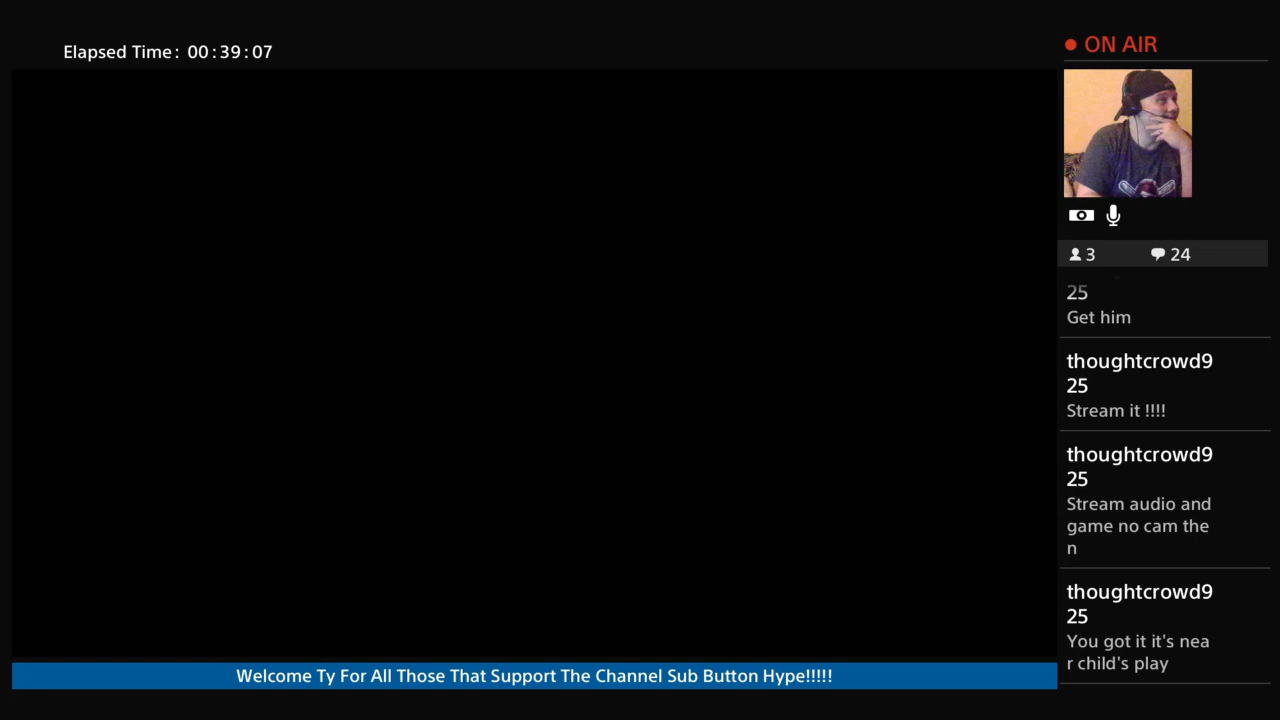 Elapsed Time: 00:39:07
ON AIR
3
24
25
Get him
thoughtcrowd9
25
Stream it !!!!
thoughtcrowd9
25
Stream audio and
game no cam the
n
thoughtcrowd9
25
You got it it's nea
r child's play
Welcome Ty For All Those That Support The Channel Sub Button Hype!!!!!